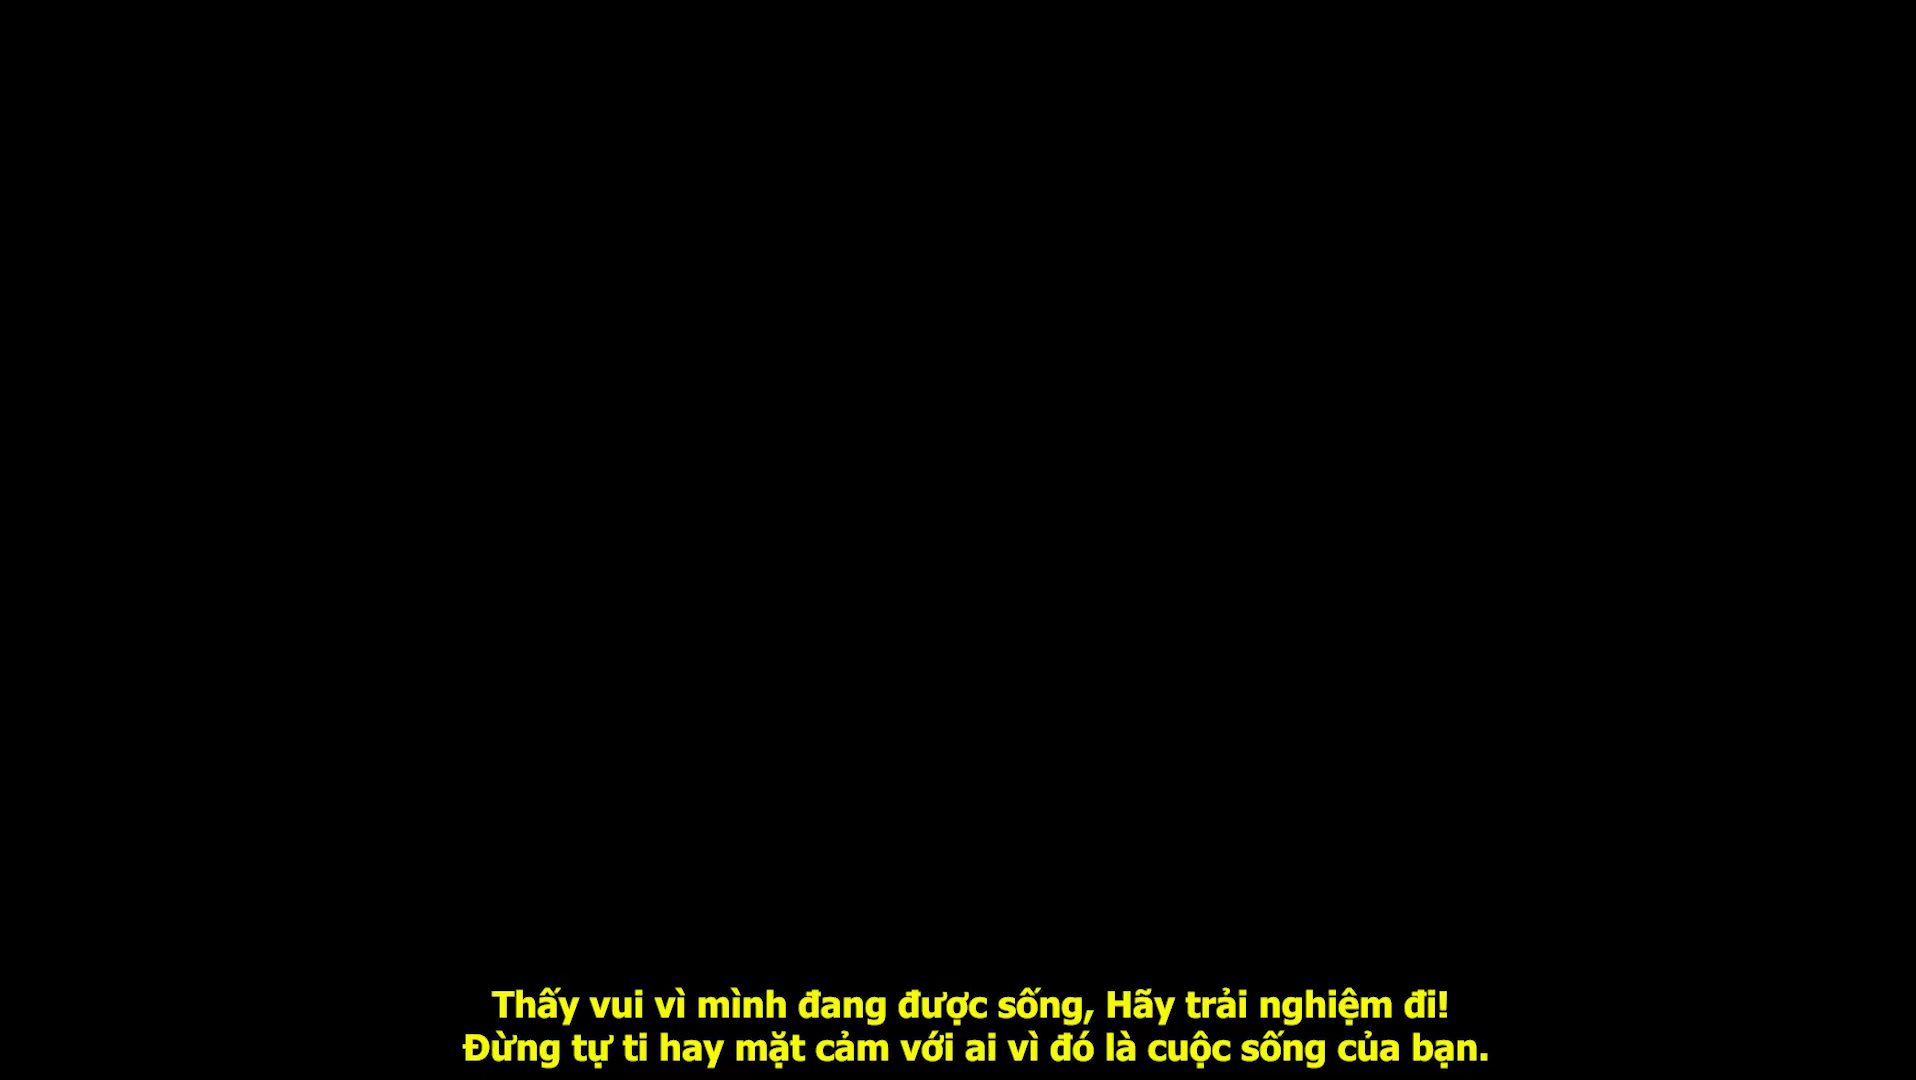 Thấy vui vì mình đang được sống, Hãy trải nghiệm đi!
Đừng tự ti hay mặt cảm với ai vì đó là cuộc sống của bạn.